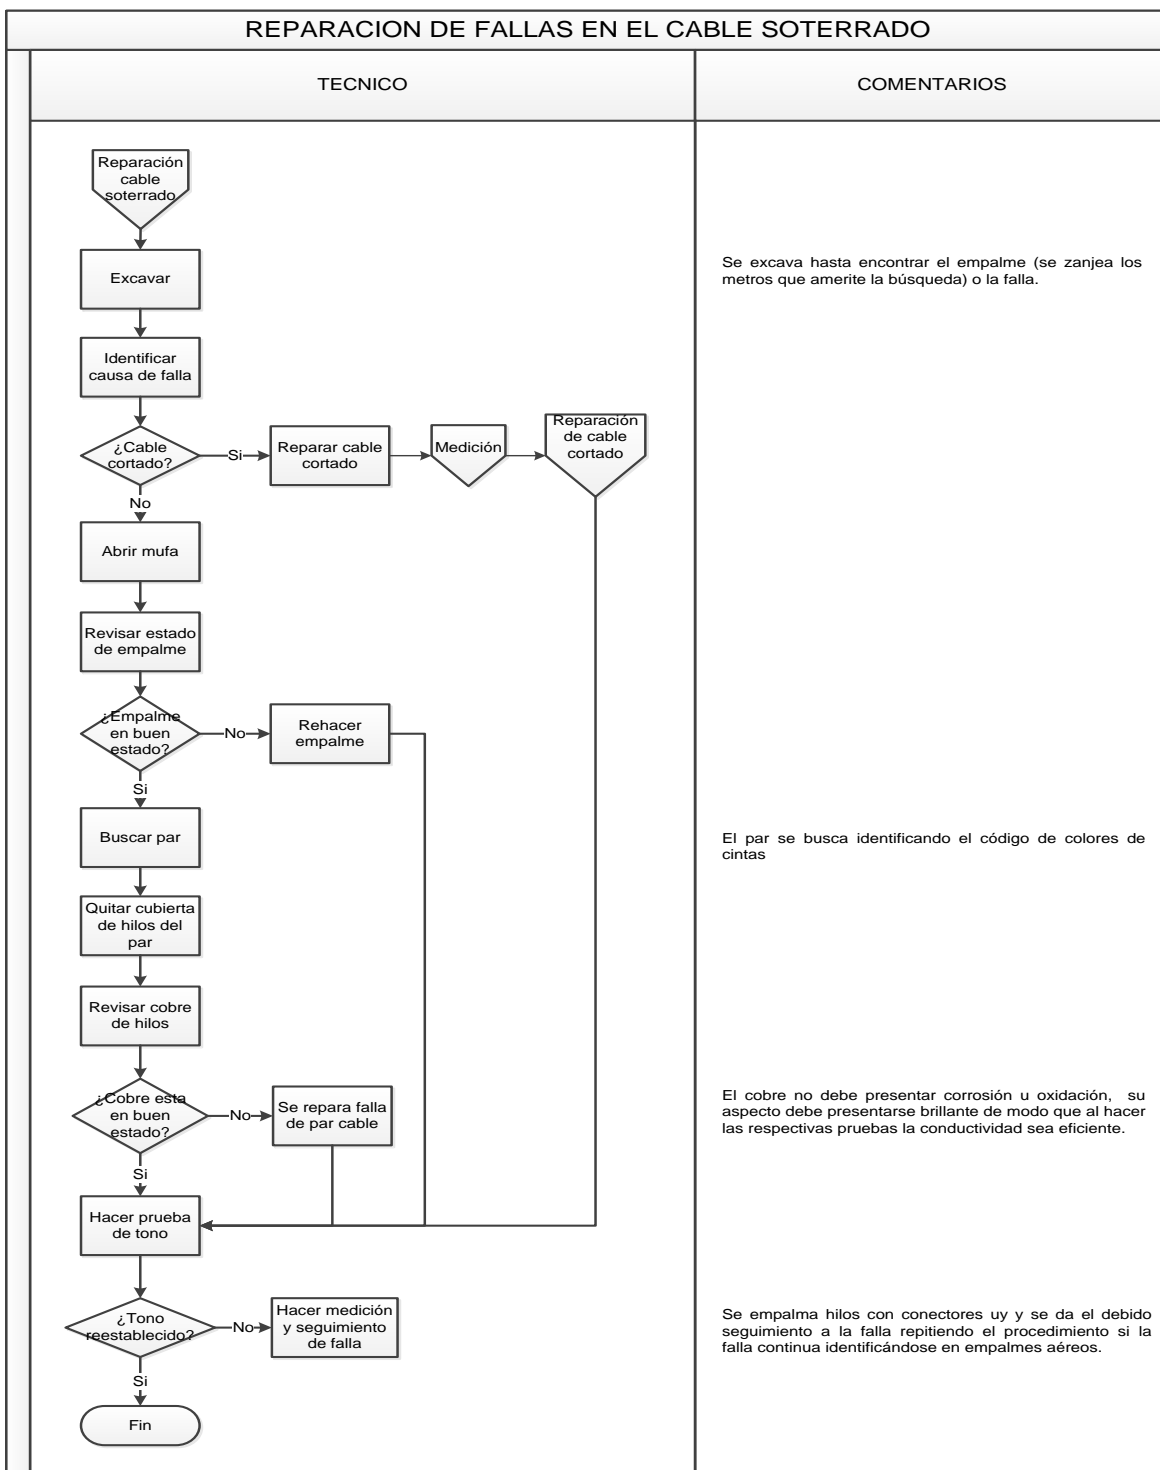 REPARACION DE FALLAS EN EL CABLE SOTERRADO
TECNICO
COMENTARIOS
Reparación
cable
soterrado
Excavar
Se excava hasta encontrar el empalme (se zanjea los
metros que amerite la búsqueda) o la falla.
Identificar
causa de falla
¿Cable
cortado?
Si
Reparar cable
cortado
Medición
Reparación
de cable
cortado
No
Abrir mufa
Revisar estado
de empalme
¿Empalme
en buen
estado?
No
Rehacer
empalme
Si
Buscar par
El par se busca identificando el código de colores de
cintas
Quitar cubierta
de hilos del
par
Revisar cobre
de hilos
¿Cobre esta
en buen
estado?
No
Se repara falla
de par cable
El cobre no debe presentar corrosión u oxidación, su
aspecto debe presentarse brillante de modo que al hacer
las respectivas pruebas la conductividad sea eficiente.
Si
Hacer prueba
de tono
¿Tono
reestablecido?
No
Hacer medición
y seguimiento
de falla
Se empalma hilos con conectores uy y se da el debido
seguimiento a la falla repitiendo el procedimiento si la
falla continua identificándose en empalmes aéreos.
Si
Fin